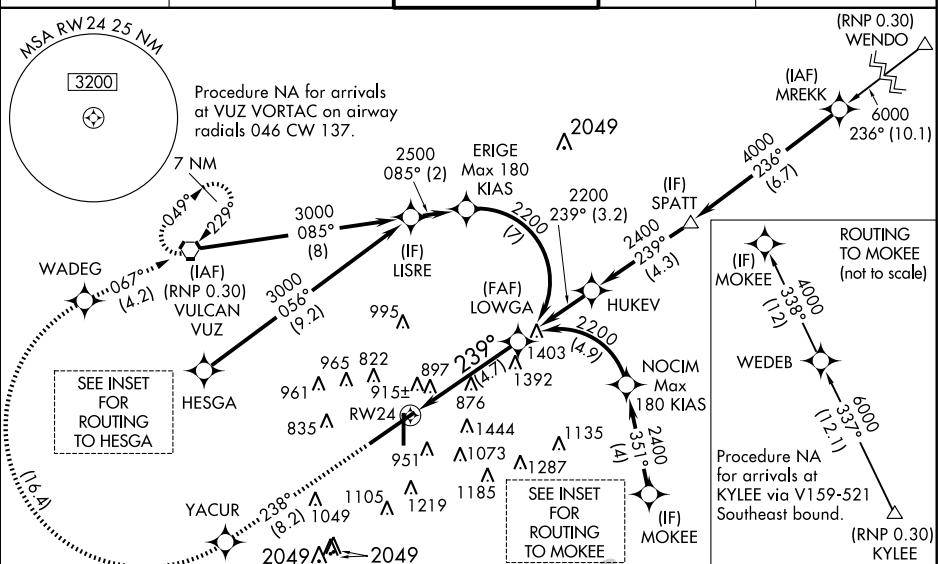 MSA RW24 25 NM
3200
Procedure NA for arrivals
at VUZ VORTAC on airway
radials 046 CW 137.
7 NM
049°
229°
3000
085°
(8)
2500
085° (2)
ERIGE
Max 180
KIAS
2049
(RNP 0.30)
WENDO
(IAF)
MREKK
6000
236° (10.1)
4000
236°
(6.7)
(IF)
SPATT
2200
239° (3.2)
2400
239°
(4.3)
2200
(7)
WADEG
067°
(4.2)
(IAF)
(RNP 0.30)
VULCAN
VUZ
(IF)
LISRE
3000
056°
(9.2)
HUKEV
(FAF)
LOWGA
995
239°
(4.7)
1403
2200
(4.9)
1392
NOCIM
Max
180 KIAS
SEE INSET
FOR
ROUTING
TO HESGA
HESGA
961
965
822
915±
897
876
835
RW24
951
1444
1073
1135
1287
1185
1219
1105
1049
2400
351°
(4)
(IF)
MOKEE
SEE INSET
FOR
ROUTING
TO MOKEE
(16.4)
YACUR
238°
(8.2)
2049
2049
ROUTING
TO MOKEE
(not to scale)
(IF)
MOKEE
4000
338°
(12)
WEDEB
6000
337°
(12.1)
Procedure NA
for arrivals at
KYLEE via V159-521
Southeast bound.
(RNP 0.30)
KYLEE